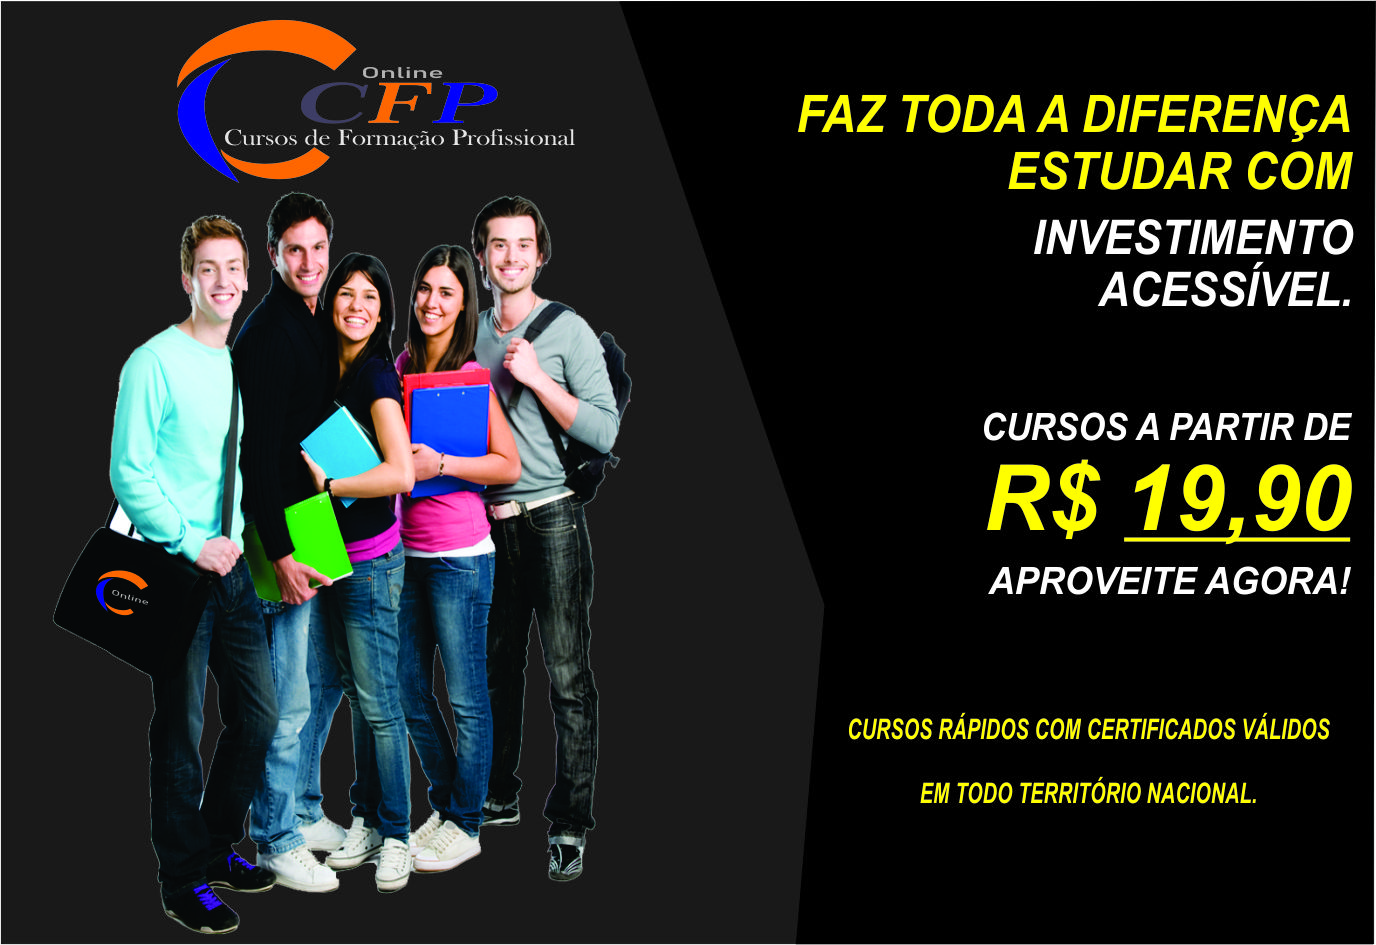 Online
CFP
Cursos de Formação Profissional
FAZ TODA A DIFERENÇA
ESTUDAR COM
INVESTIMENTO
ACESSÍVEL.
CURSOS A PARTIR DE
R$ 19,90
APROVEITE AGORA!
Online
CURSOS RÁPIDOS COM CERTIFICADOS VÁLIDOS
EM TODO TERRITÓRIO NACIONAL.